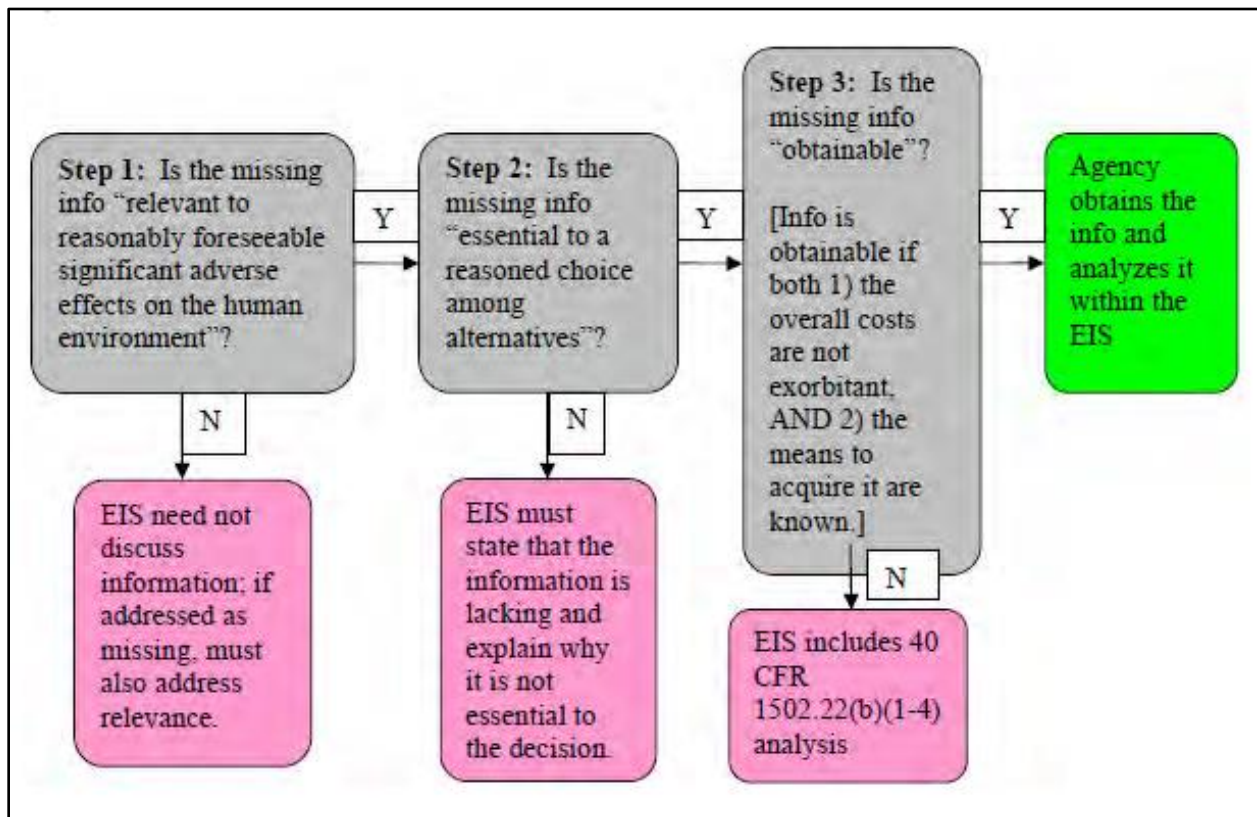 Step 1: Is the missing
info “relevant to
reasonably foreseeable
significant adverse
effects on the human
environment”?
Y
N
EIS need not
discuss
information; if
addressed as
missing, must
also address
relevance.
Step 2: Is the
missing info
“essential to a
reasoned choice
among
alternatives”?
Y
N
EIS must
state that the
information is
lacking and
explain why
it is not
essential to
the decision.
Step 3: Is the
missing info
“obtainable”?
[Info is
obtainable if
both 1) the
overall costs
are not
exorbitant,
AND 2) the
means to
acquire it are
known.]
Y
N
EIS includes 40
CFR
1502.22(b)(1-4)
analysis
Agency
obtains the
info and
analyzes it
within the
EIS